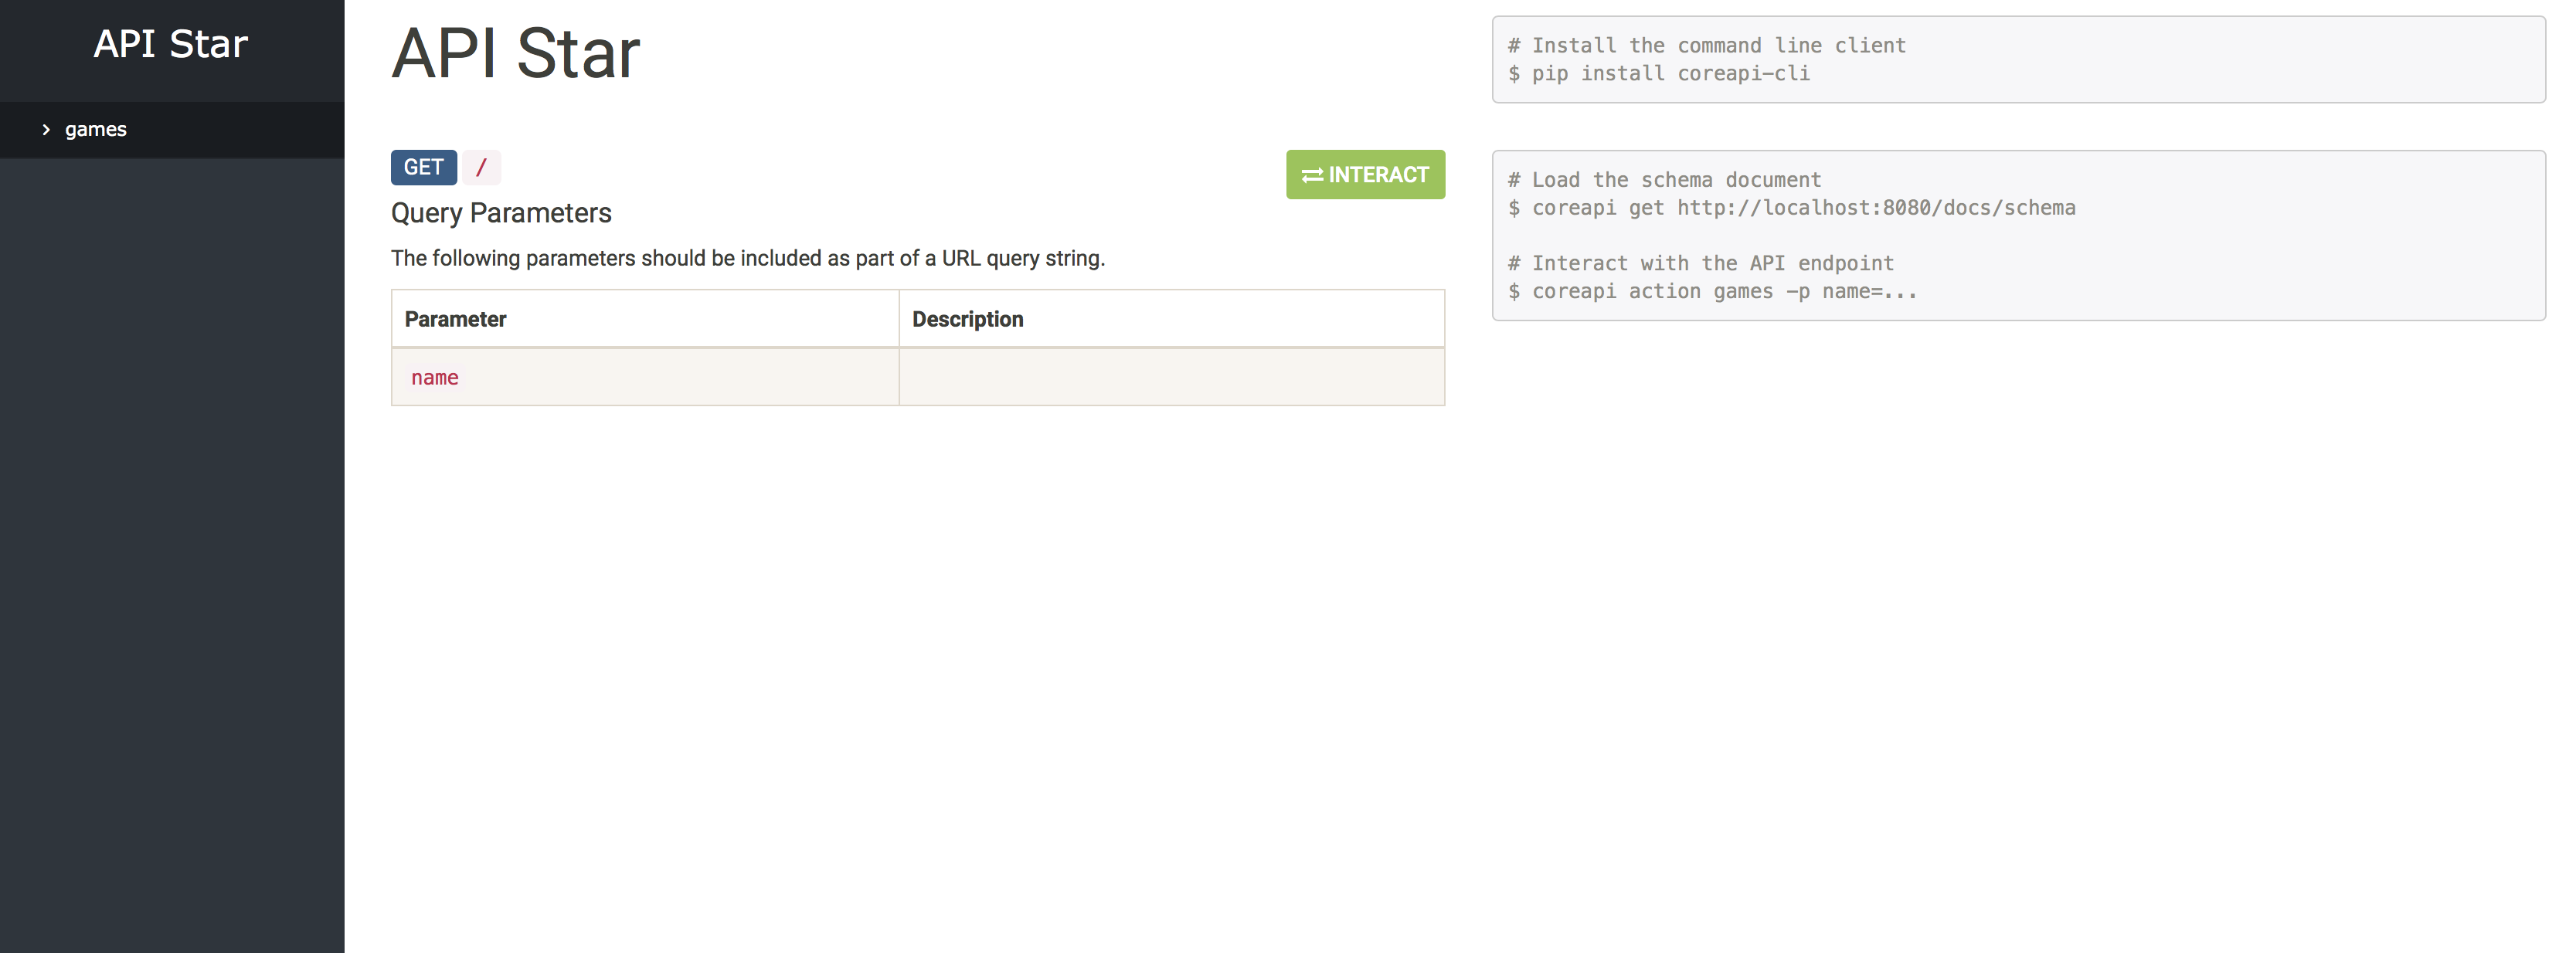 API Star
games
API Star
GET /
INTERACT
Query Parameters
The following parameters should be included as part of a URL query string.
Parameter Description
name
# Install the command line client
$ pip install coreapi-cli
# Load the schema document
$ coreapi get http://localhost:8080/docs/schema
# Interact with the API endpoint
$ coreapi action games -p name=...